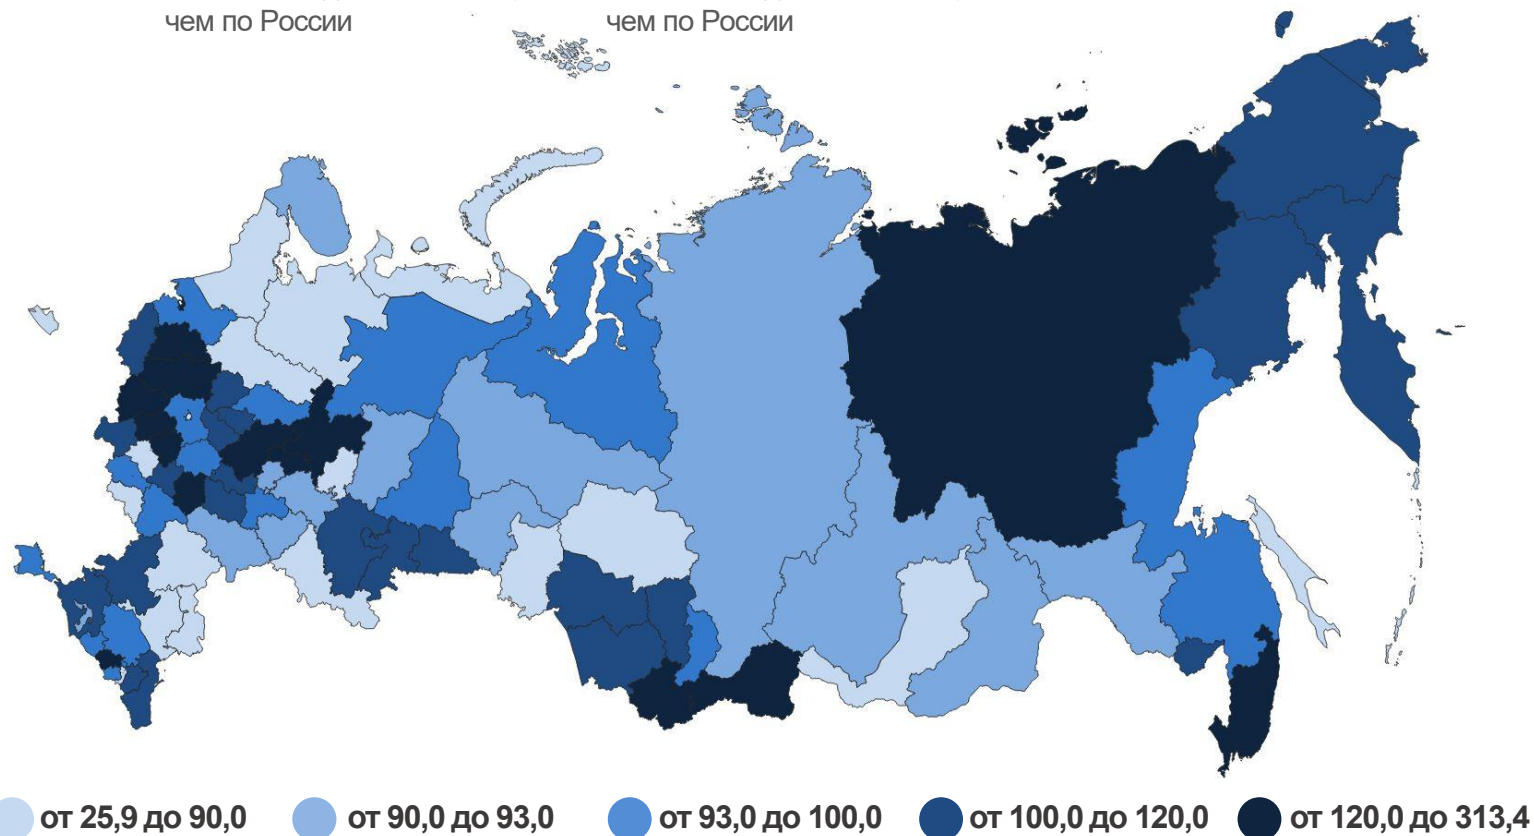 чем по России
чем по России
от 25,9 до 90,0
от 90,0 до 93,0
от 93,0 до 100,0
от 100,0 до 120,0
от 120,0 до 313,4